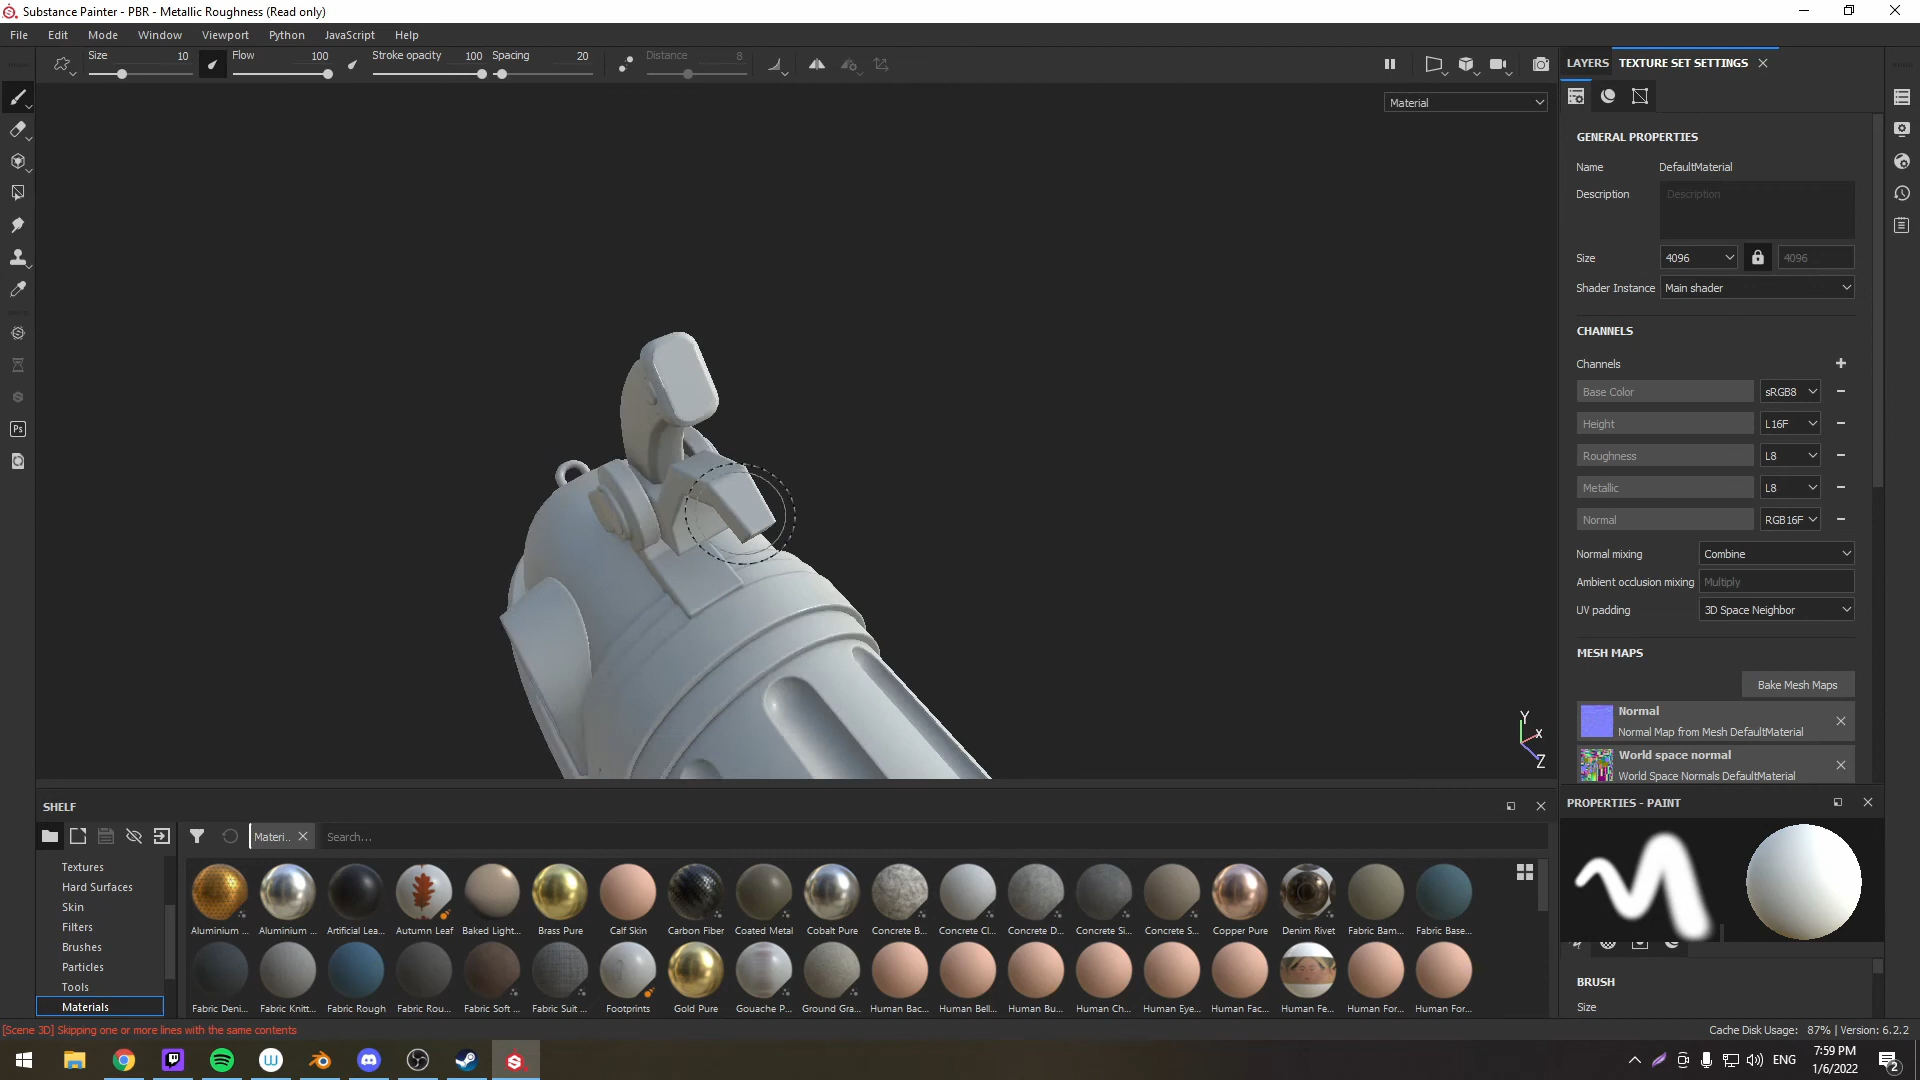 Substance Painter - PBR - Metallic Roughness (Read only)
File Edit Mode Window Viewport Python JavaScript Help
Size 10 Flow 100 Stroke opacity 100 Spacing 20 Distance 8
LAYERS TEXTURE SET SETTINGS
Material
GENERAL PROPERTIES
Name DefaultMaterial
Description Description
Size 4096 4096
Shader Instance Main shader
CHANNELS
Channels
Base Color sRGB8
Height L16F
Roughness L8
Metallic L8
Normal RGB16F
Normal mixing Combine
Ambient occlusion mixing Multiply
UV padding 3D Space Neighbor
MESH MAPS
Bake Mesh Maps
Normal
Normal Map from Mesh DefaultMaterial
World space normal
World Space Normals DefaultMaterial
Y
X
Z
Ps
SHELF
Materi.. Search...
Textures
Hard Surfaces
Skin
Filters
Brushes
Particles
Tools
Materials
Aluminium ... Aluminium ... Artificial Lea... Autumn Leaf Baked Light... Brass Pure Calf Skin Carbon Fiber Coated Metal Cobalt Pure Concrete B... Concrete Cl... Concrete D... Concrete Si... Concrete S... Copper Pure Denim Rivet Fabric Bam... Fabric Base...
Fabric Deni... Fabric Knitt... Fabric Rough Fabric Rou... Fabric Soft ... Fabric Suit ... Footprints Gold Pure Gouache P... Ground Gra... Human Bac... Human Bell... Human Bu... Human Ch... Human Eye... Human Fac... Human Fe... Human For... Human For...
PROPERTIES - PAINT
BRUSH
Size
[Scene 3D] Skipping one or more lines with the same contents
Cache Disk Usage: 87% | Version: 6.2.2
ENG
7:59 PM
1/6/2022
2